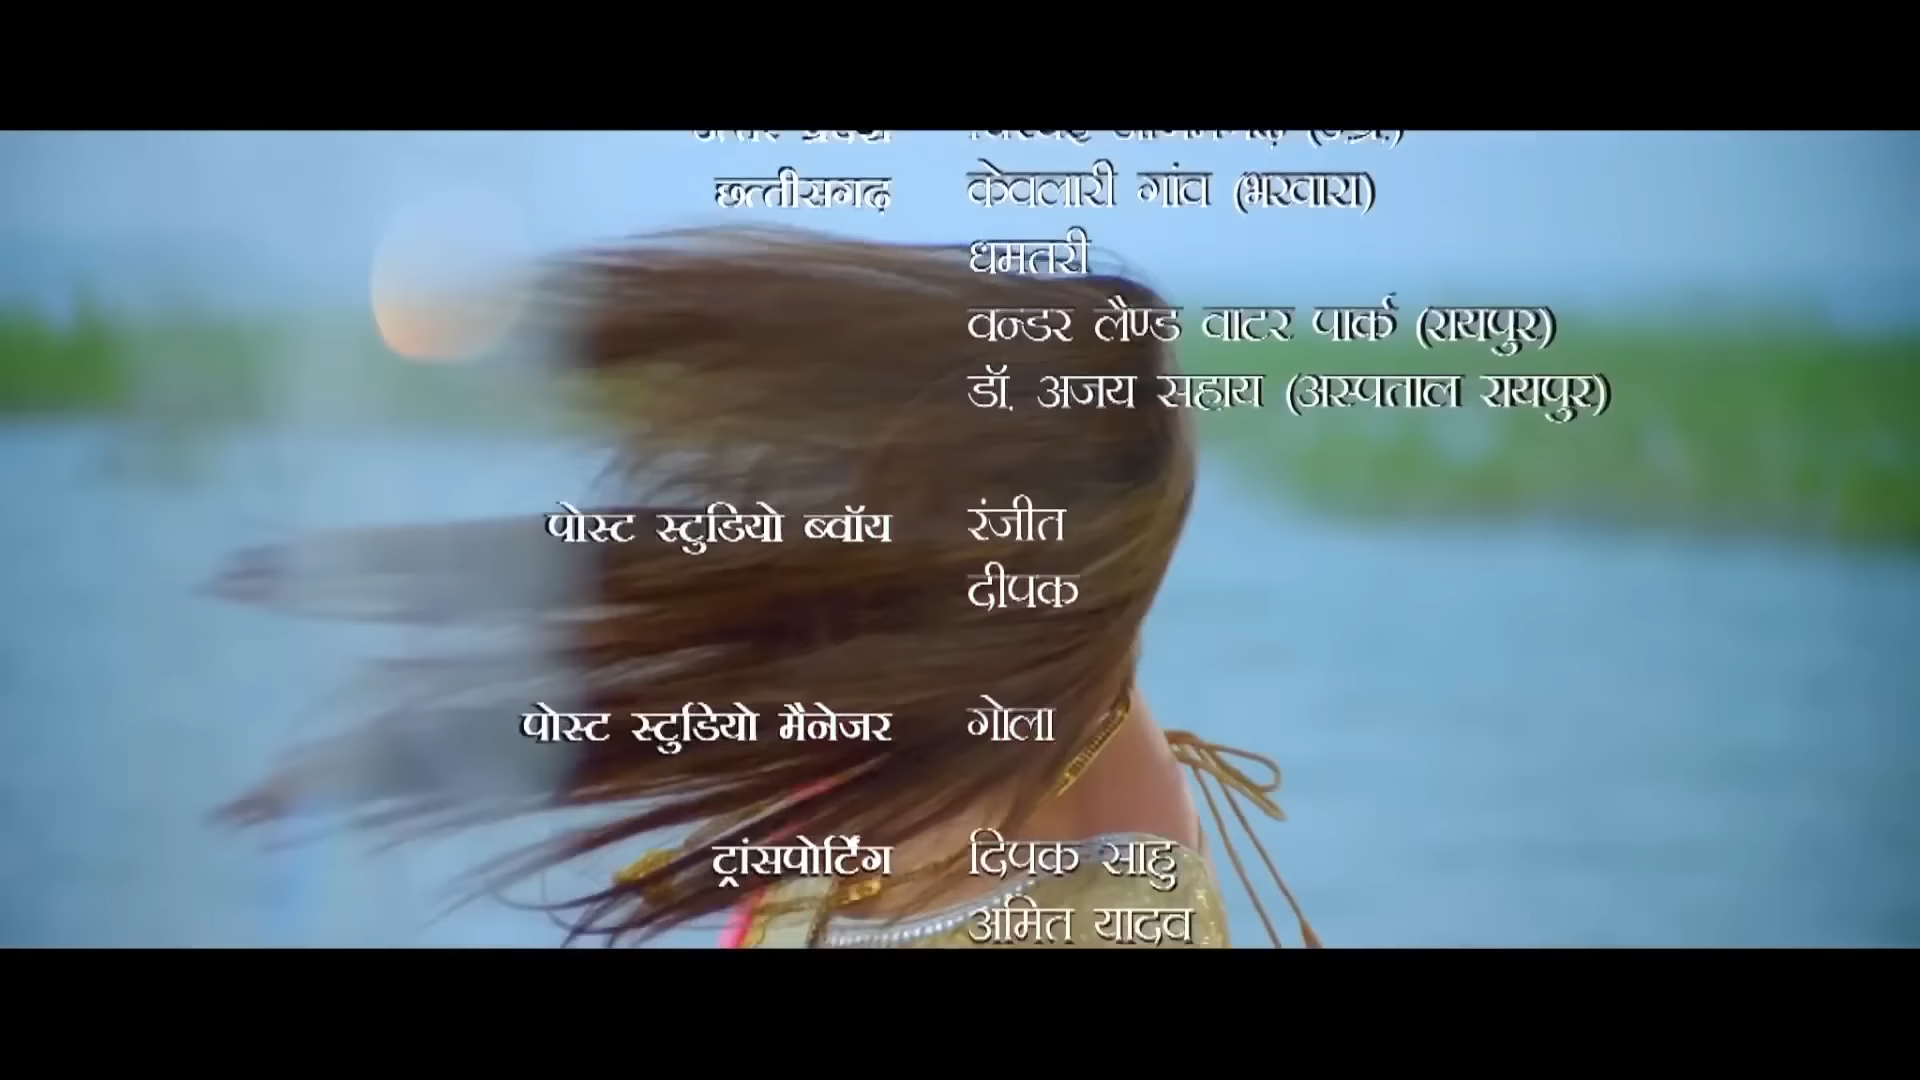 छत्तीसगढ़ केवलारी गांव (भखारा)
धमतरी
वन्डर लैण्ड वाटर पार्क (रायपुर)
डॉ. अजय सहाय (अस्पताल रायपुर)
पोस्ट स्टुडियो ब्वॉय रंजीत
दीपक
पोस्ट स्टुडियो मैनेजर गोला
ट्रांसपोर्टिंग दिपक साहु
अमित यादव